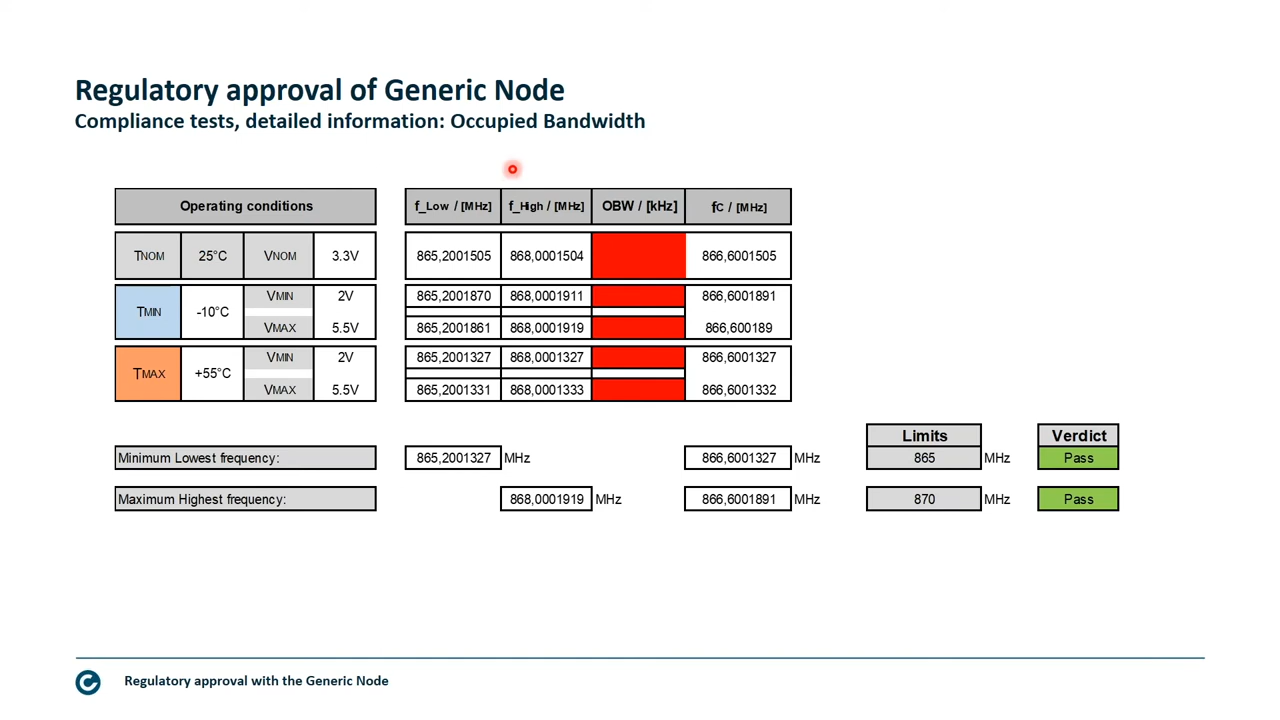 Regulatory approval of Generic Node
Compliance tests, detailed information: Occupied Bandwidth
Operating conditions f_Low / [MHz] f_High / [MHz] OBW / [kHz] fC / [MHz]
TNOM 25°C VNOM 3.3V 865,2001505 868,0001504 866,6001505
TMIN -10°C VMIN 2V 865,2001870 868,0001911 866,6001891
VMAX 5.5V 865,2001861 868,0001919 866,600189
TMAX +55°C VMIN 2V 865,2001327 868,0001327 866,6001327
VMAX 5.5V 865,2001331 868,0001333 866,6001332
Limits Verdict
Minimum Lowest frequency: 865,2001327 MHz 866,6001327 MHz 865 MHz Pass
Maximum Highest frequency: 868,0001919 MHz 866,6001891 MHz 870 MHz Pass
Regulatory approval with the Generic Node